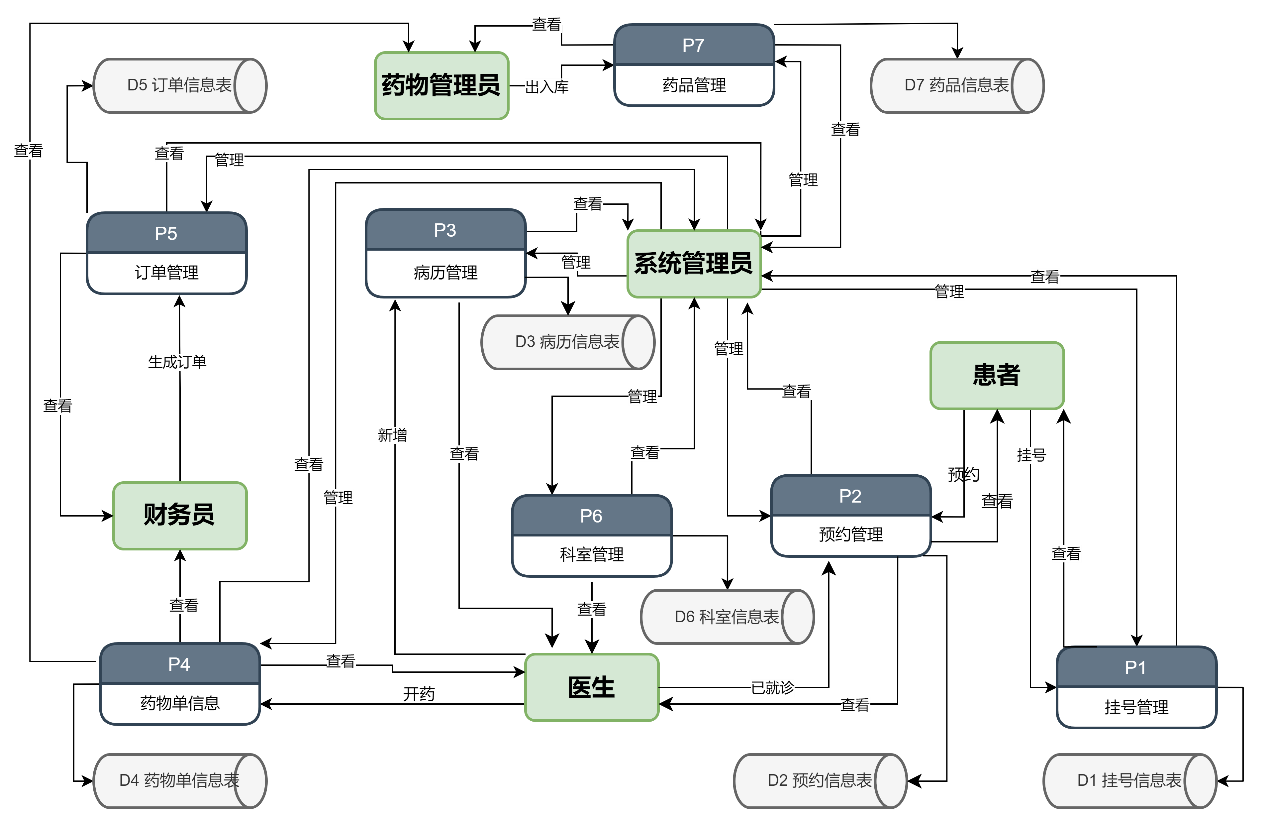 查看
P7
药物管理员
出入库
药品管理
D5 订单信息表
D7 药品信息表
查看
查看
查看
管理
管理
P5
订单管理
P3
病历管理
查看
管理
系统管理员
查看
管理
D3 病历信息表
生成订单
管理
患者
查看
查看
管理
新增
查看
查看
查看
管理
挂号
预约
查看
P6
科室管理
P2
预约管理
财务员
查看
查看
查看
D6 科室信息表
P4
药物单信息
查看
开药
医生
已就诊
查看
P1
挂号管理
D4 药物单信息表
D2 预约信息表
D1 挂号信息表